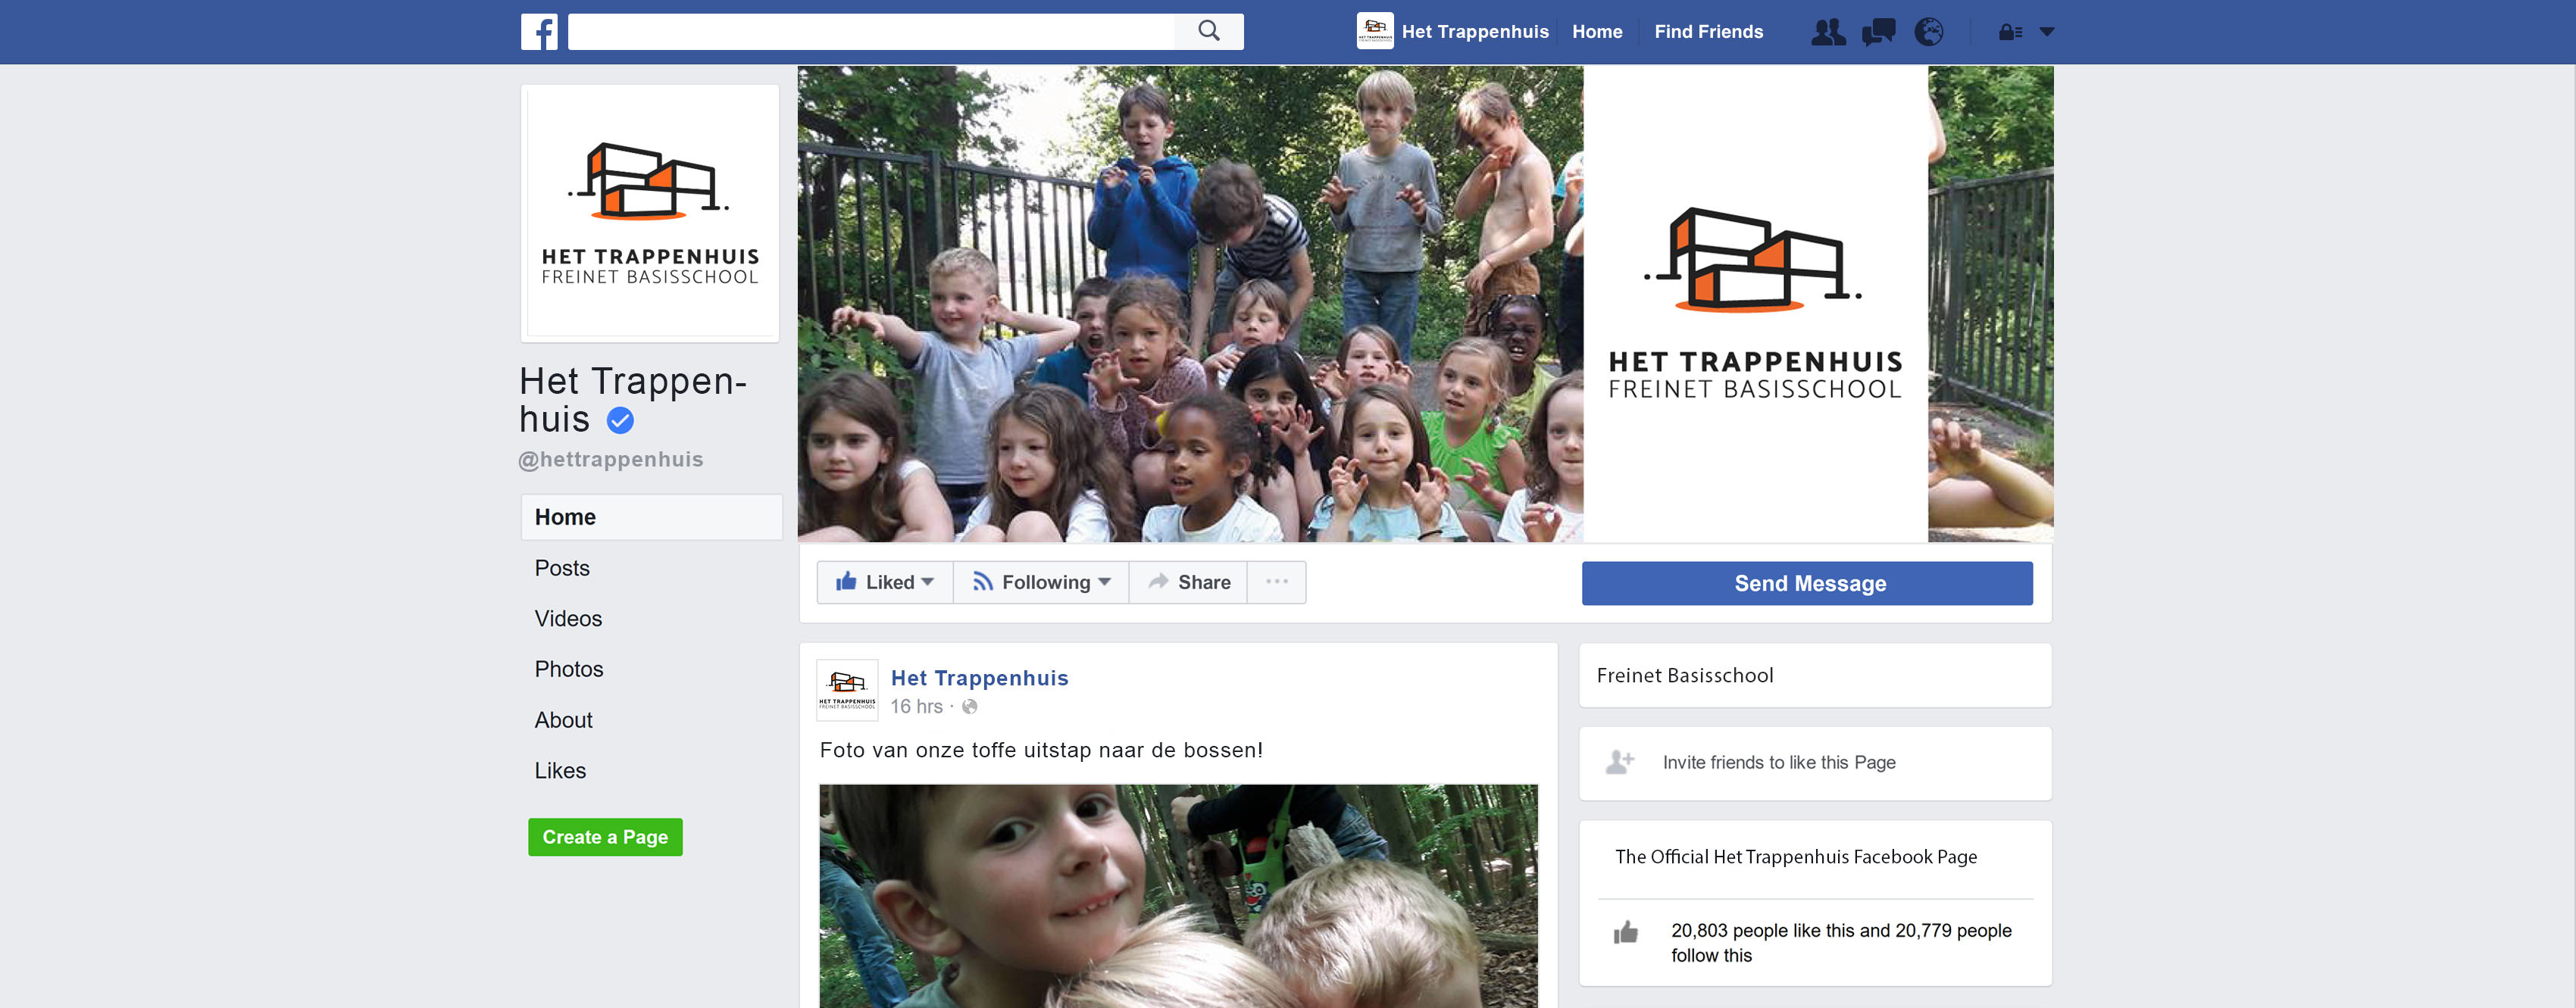 Het Trappenhuis
Home
Find Friends
HET TRAPPENHUIS
FREINET BASISSCHOOL
Het Trappen-
huis
@hettrappenhuis
Home
Posts
Videos
Photos
About
Likes
Create a Page
HET TRAPPENHUIS
FREINET BASISSCHOOL
Liked
Following
Share
Send Message
HET TRAPPENHUIS
FREINET BASISSCHOOL
Het Trappenhuis
16 hrs ·
Foto van onze toffe uitstap naar de bossen!
Freinet Basisschool
Invite friends to like this Page
The Official Het Trappenhuis Facebook Page
20,803 people like this and 20,779 people
follow this